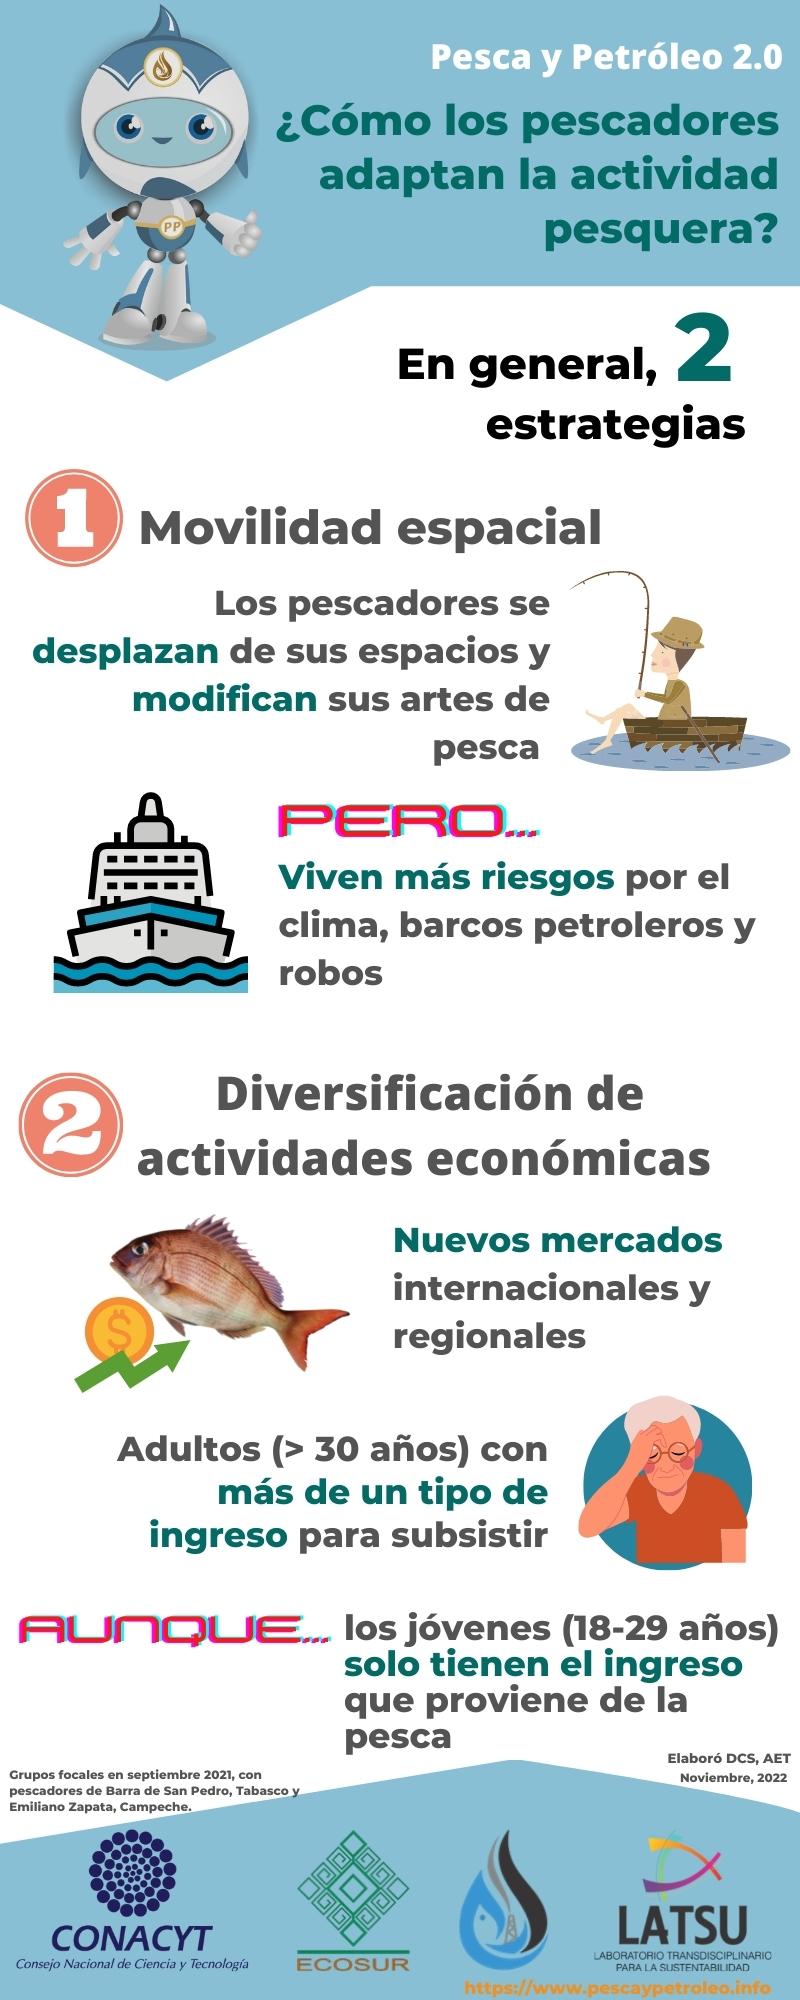 Pesca y Petróleo 2.0
¿Cómo los pescadores
adaptan la actividad
pesquera?
PP
En general, 2
estrategias
1 Movilidad espacial
Los pescadores se
desplazan de sus espacios y
modifican sus artes de
pesca
PERO...
Viven más riesgos por el
clima, barcos petroleros y
robos
2
Diversificación de
actividades económicas
Nuevos mercados
internacionales y
regionales
$
Adultos (> 30 años) con
más de un tipo de
ingreso para subsistir
AUNQUE...
los jóvenes (18-29 años)
solo tienen el ingreso
que proviene de la
pesca
Elaboró DCS, AET
Noviembre, 2022
Grupos focales en septiembre 2021, con
pescadores de Barra de San Pedro, Tabasco y
Emiliano Zapata, Campeche.
CONACYT
Consejo Nacional de Ciencia y Tecnología
ECOSUR
LATSU
LABORATORIO TRANSDISCIPLINARIO
PARA LA SUSTENTABILIDAD
https://www.pescaypetroleo.info